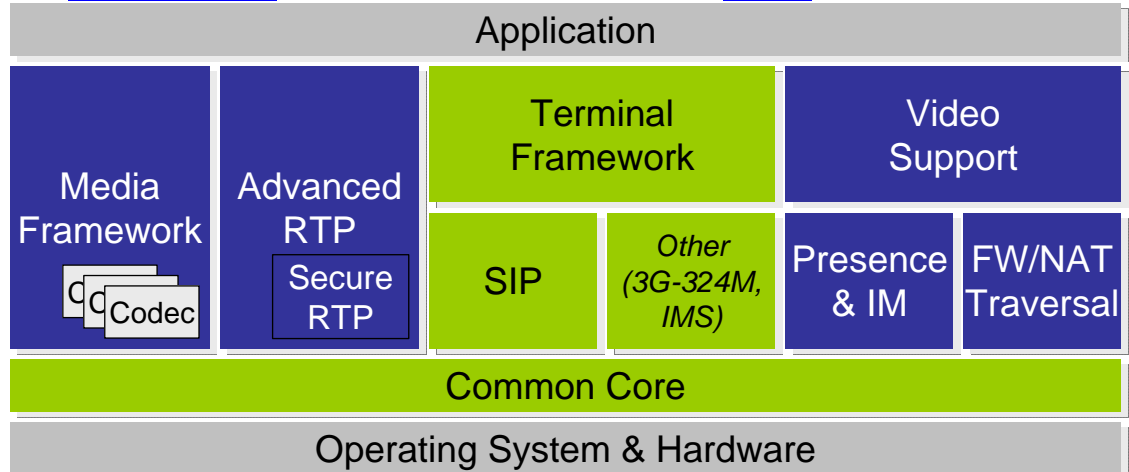 Application
Media
Framework
Codec
Advanced
RTP
Secure
RTP
Terminal
Framework
SIP
Other
(3G-324M,
IMS)
Video
Support
Presence
& IM
FW/NAT
Traversal
Common Core
Operating System & Hardware